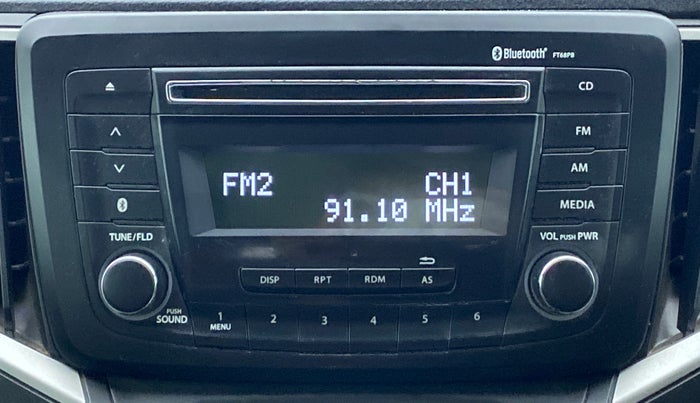 Bluetooth® FT68PB
CD
FM
AM
MEDIA
FM2 CH1
91.10 MHz
TUNE/FLD
VOL PUSH PWR
DISP RPT RDM AS
PUSH
SOUND
1 2 3 4 5 6
MENU